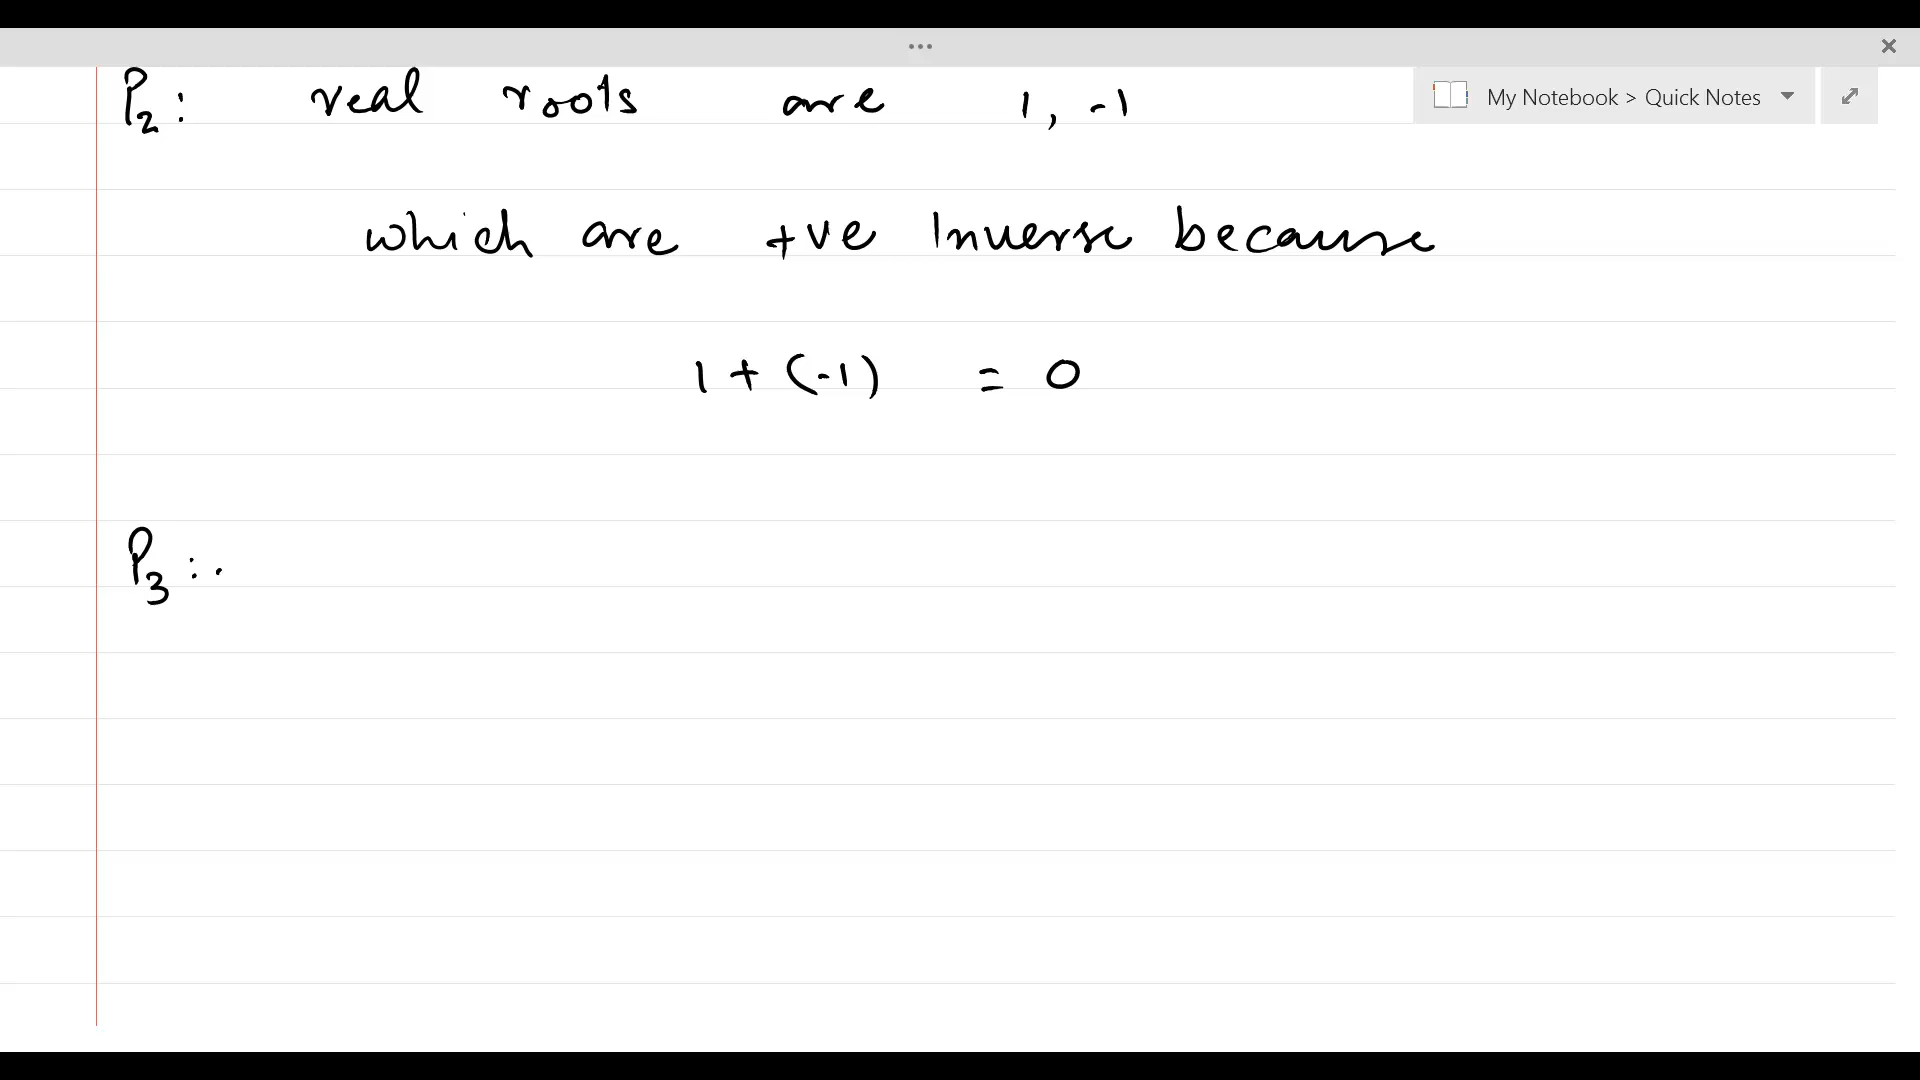 P₂ : real roots are 1, -1
My Notebook > Quick Notes
which are +ve Inverse because
1 + (-1) = 0
P₃ :.